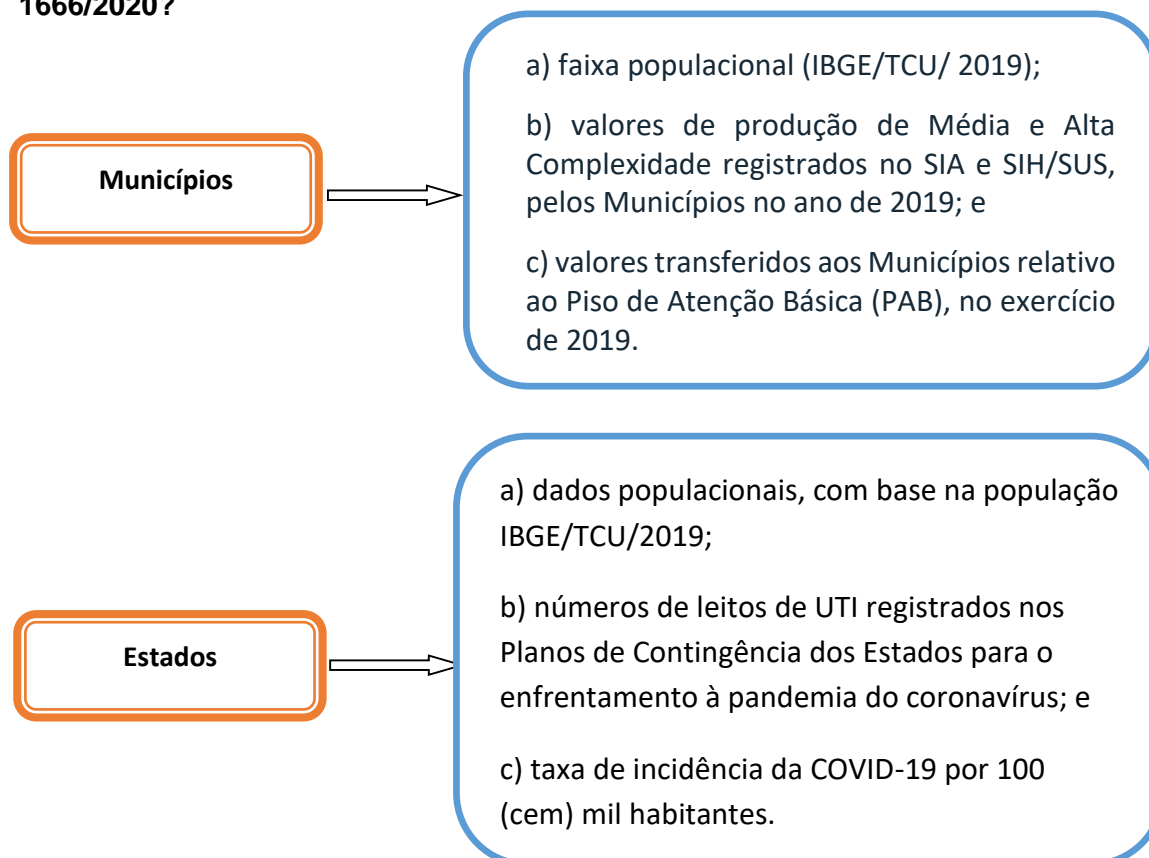 1666/2020?
a) faixa populacional (IBGE/TCU/ 2019);
b) valores de produção de Média e Alta
Complexidade registrados no SIA e SIH/SUS,
pelos Municípios no ano de 2019; e
c) valores transferidos aos Municípios relativo
ao Piso de Atenção Básica (PAB), no exercício
de 2019.
Municípios
a) dados populacionais, com base na população
IBGE/TCU/2019;
b) números de leitos de UTI registrados nos
Planos de Contingência dos Estados para o
enfrentamento à pandemia do coronavírus; e
c) taxa de incidência da COVID-19 por 100
(cem) mil habitantes.
Estados